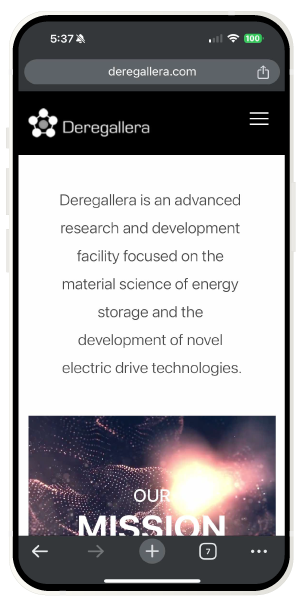 5:37
100
deregallera.com
Deregallera
Deregallera is an advanced
research and development
facility focused on the
material science of energy
storage and the
development of novel
electric drive technologies.
OUR
MISSION
7